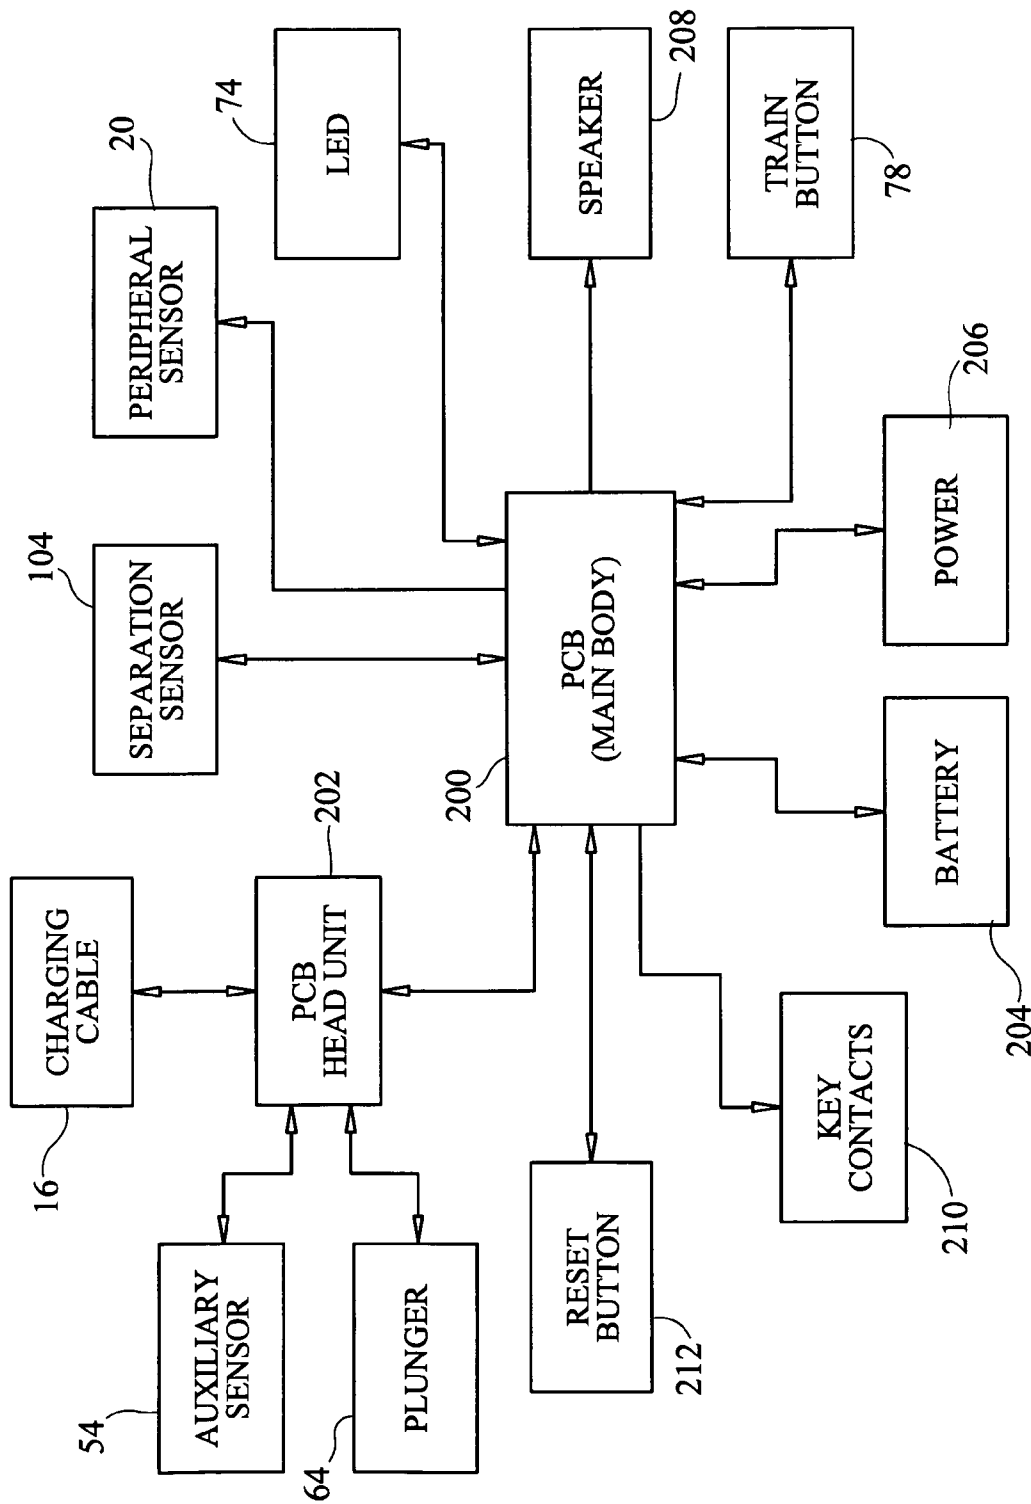 CHARGING
CABLE
16
SEPARATION
SENSOR
104
PERIPHERAL
SENSOR
20
LED
74
AUXILIARY
SENSOR
54
PLUNGER
64
PCB
HEAD UNIT
202
PCB
(MAIN BODY)
200
SPEAKER
208
TRAIN
BUTTON
78
RESET
BUTTON
212
KEY
CONTACTS
210
BATTERY
204
POWER
206